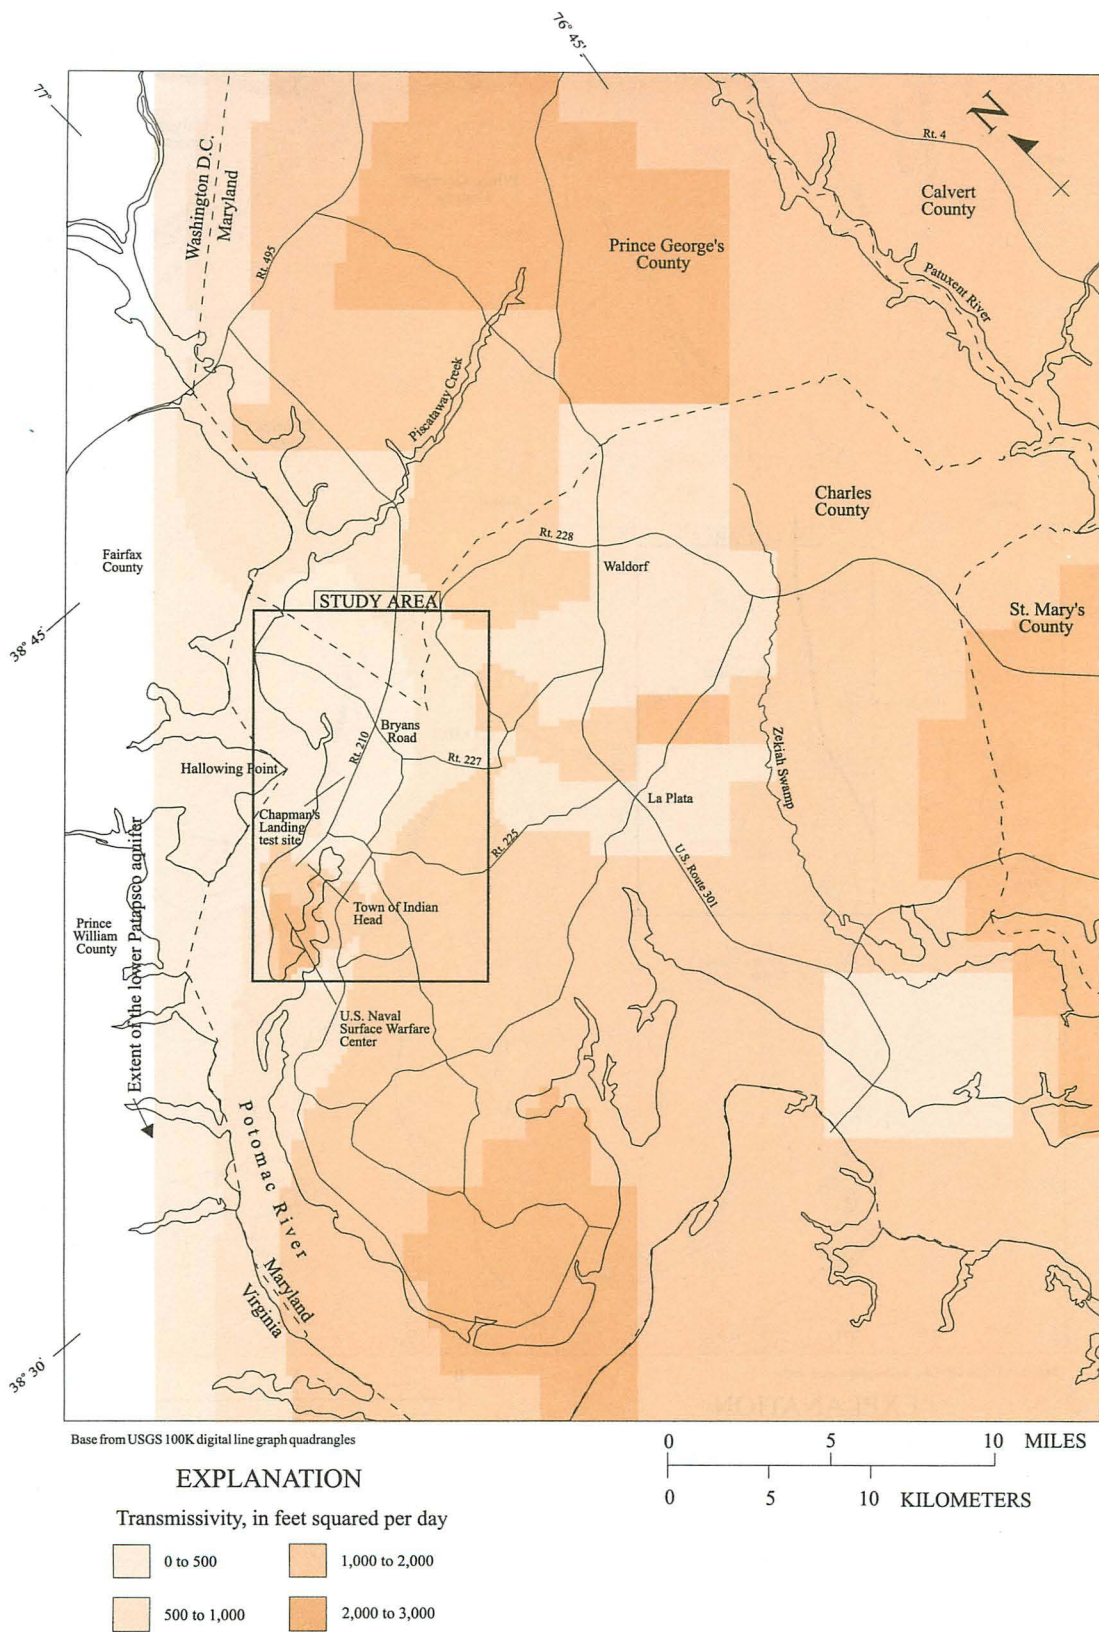 76° 45'
77°
N
Rt. 4
Washington D.C.
Maryland
Calvert
County
Prince George's
County
Rt. 495
Patuxent River
Piscataway Creek
Charles
County
Rt. 228
Fairfax
County
Waldorf
STUDY AREA
St. Mary's
County
38° 45'
Bryans
Road
Rt. 210
Zekiah Swamp
Rt. 227
Hallowing Point
La Plata
Chapman's
Landing
test site
Rt. 225
U.S. Route 301
Extent of the lower Patapsco aquifer
Town of Indian
Head
Prince
William
County
U.S. Naval
Surface Warfare
Center
Potomac River
Maryland
Virginia
38° 30'
Base from USGS 100K digital line graph quadrangles
0 5 10 MILES
0 5 10 KILOMETERS
EXPLANATION
Transmissivity, in feet squared per day
0 to 500
1,000 to 2,000
500 to 1,000
2,000 to 3,000